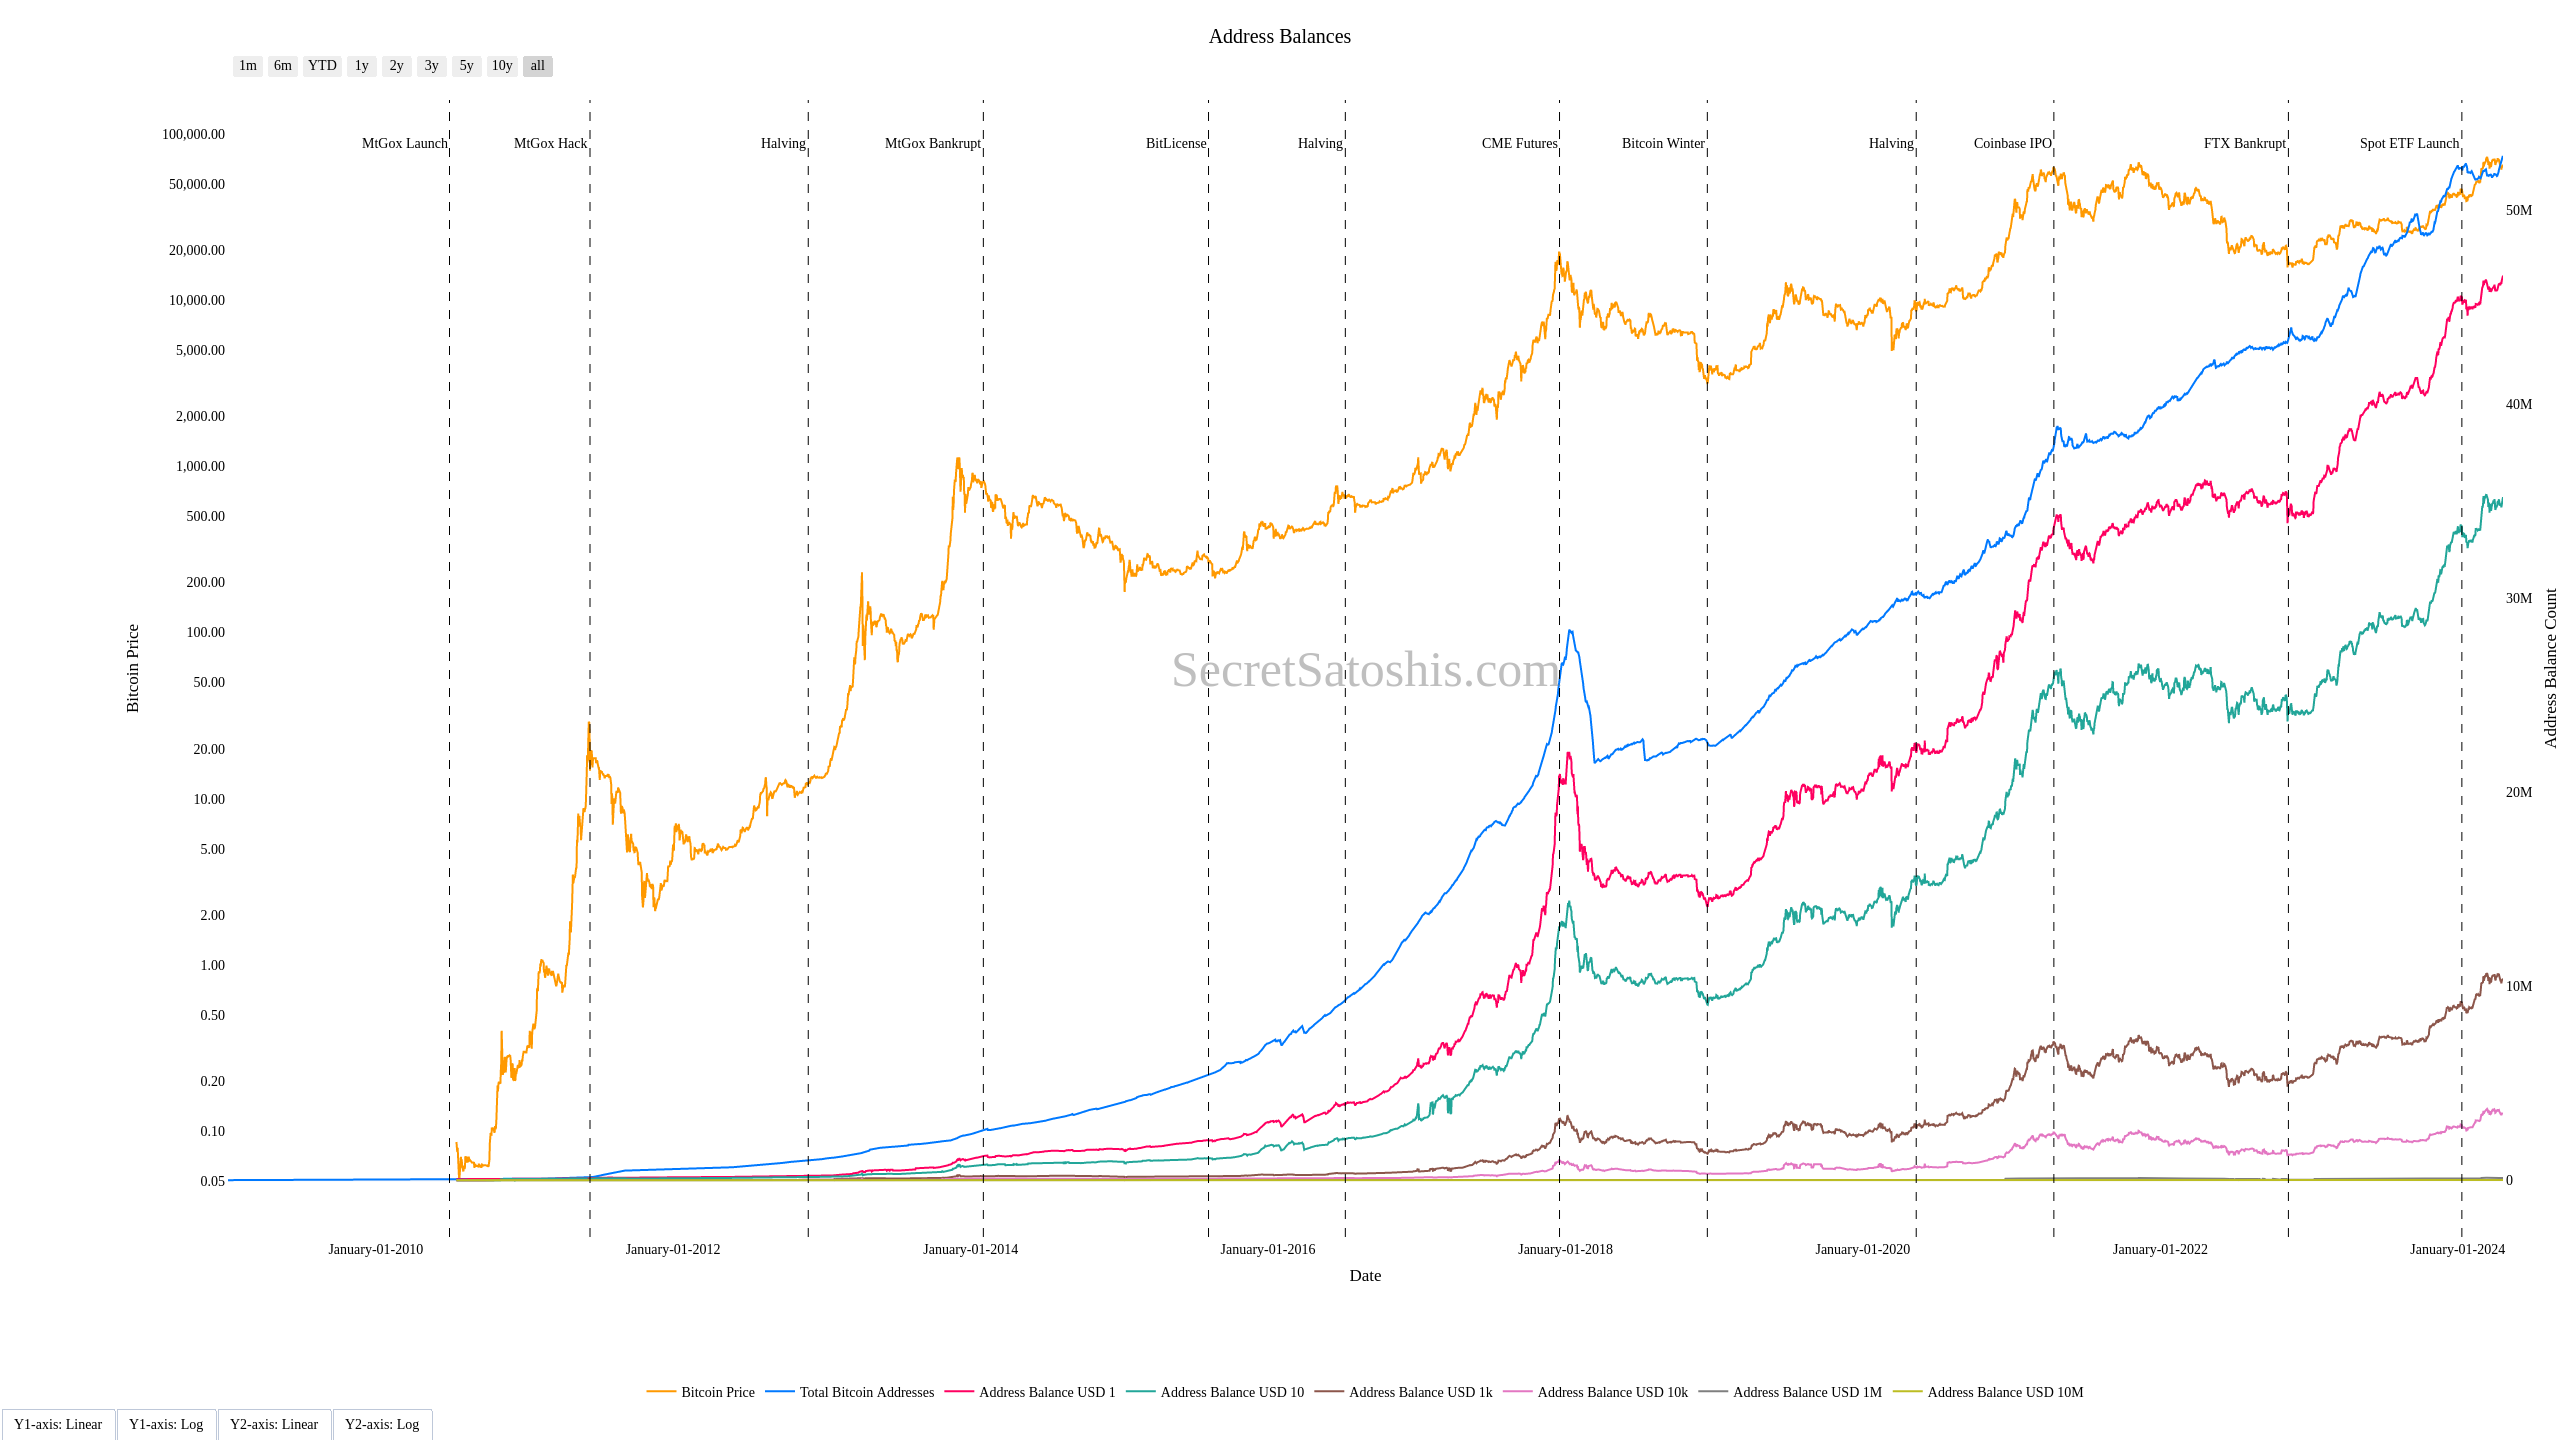 Address Balances
1m 6m YTD 1y 2y 3y 5y 10y all
MtGox Launch MtGox Hack Halving MtGox Bankrupt BitLicense Halving CME Futures Bitcoin Winter Halving Coinbase IPO FTX Bankrupt Spot ETF Launch
100,000.00
50,000.00
20,000.00
10,000.00
5,000.00
2,000.00
1,000.00
500.00
200.00
100.00
50.00
20.00
10.00
5.00
2.00
1.00
0.50
0.20
0.10
0.05
Bitcoin Price
SecretSatoshis.com
50M
40M
30M
20M
10M
0
Address Balance Count
January-01-2010 January-01-2012 January-01-2014 January-01-2016 January-01-2018 January-01-2020 January-01-2022 January-01-2024
Date
Bitcoin Price Total Bitcoin Addresses Address Balance USD 1 Address Balance USD 10 Address Balance USD 1k Address Balance USD 10k Address Balance USD 1M Address Balance USD 10M
Y1-axis: Linear Y1-axis: Log Y2-axis: Linear Y2-axis: Log